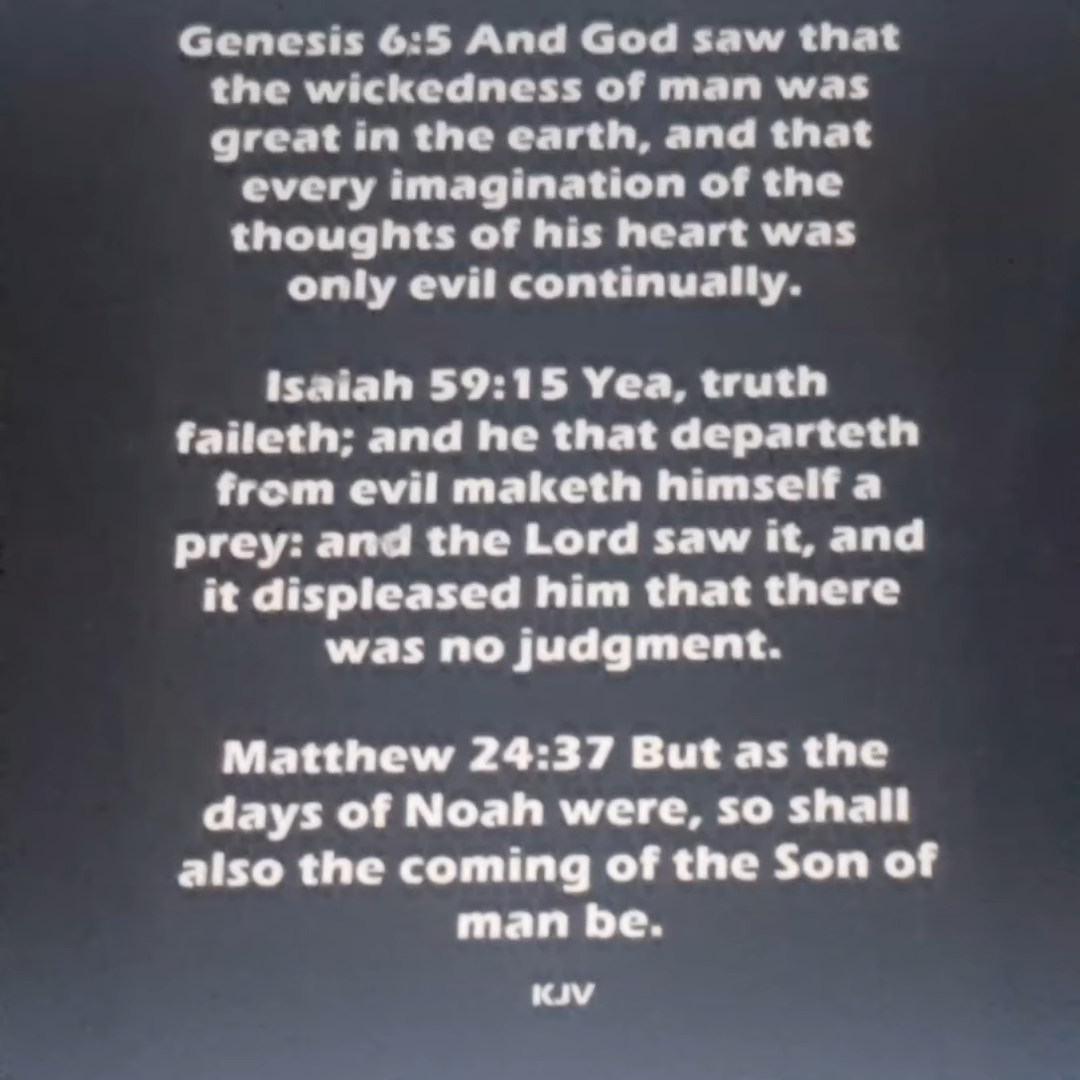 Genesis 6:5 And God saw that
the wickedness of man was
great in the earth, and that
every imagination of the
thoughts of his heart was
only evil continually.
Isaiah 59:15 Yea, truth
faileth; and he that departeth
from evil maketh himself a
prey: and the Lord saw it, and
it displeased him that there
was no judgment.
Matthew 24:37 But as the
days of Noah were, so shall
also the coming of the Son of
man be.
KJV